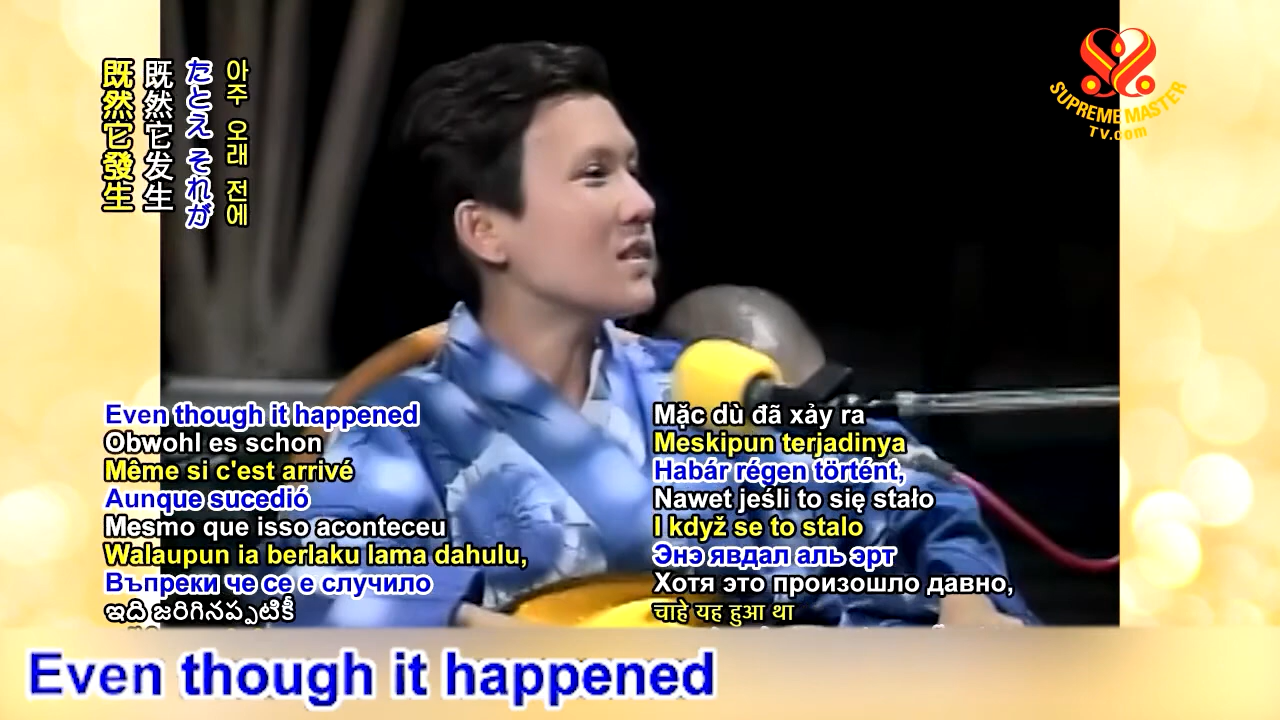 既然它發生
既然它发生
たとえ それが
아주 오래 전에
SUPREME MASTER
TV.com
Even though it happened
Obwohl es schon
Même si c'est arrivé
Aunque sucedió
Mesmo que isso aconteceu
Walaupun ia berlaku lama dahulu,
Въпреки че се е случило
ఇది జరిగినప్పటికీ
Mặc dù đã xảy ra
Meskipun terjadinya
Habár régen történt,
Nawet jeśli to się stało
I když se to stalo
Энэ явдал аль эрт
Хотя это произошло давно,
चाहे यह हुआ था
Even though it happened